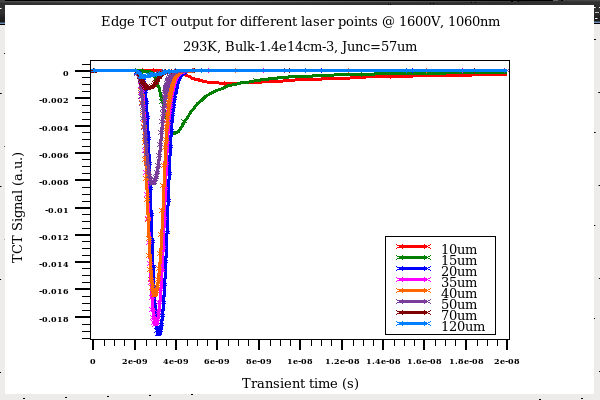 Edge TCT output for different laser points @ 1600V, 1060nm
293K, Bulk-1.4e14cm-3, Junc=57um
TCT Signal (a.u.)
0
-0.002
-0.004
-0.006
-0.008
-0.01
-0.012
-0.014
-0.016
-0.018
10um
15um
20um
35um
40um
50um
70um
120um
0 2e-09 4e-09 6e-09 8e-09 1e-08 1.2e-08 1.4e-08 1.6e-08 1.8e-08 2e-08
Transient time (s)